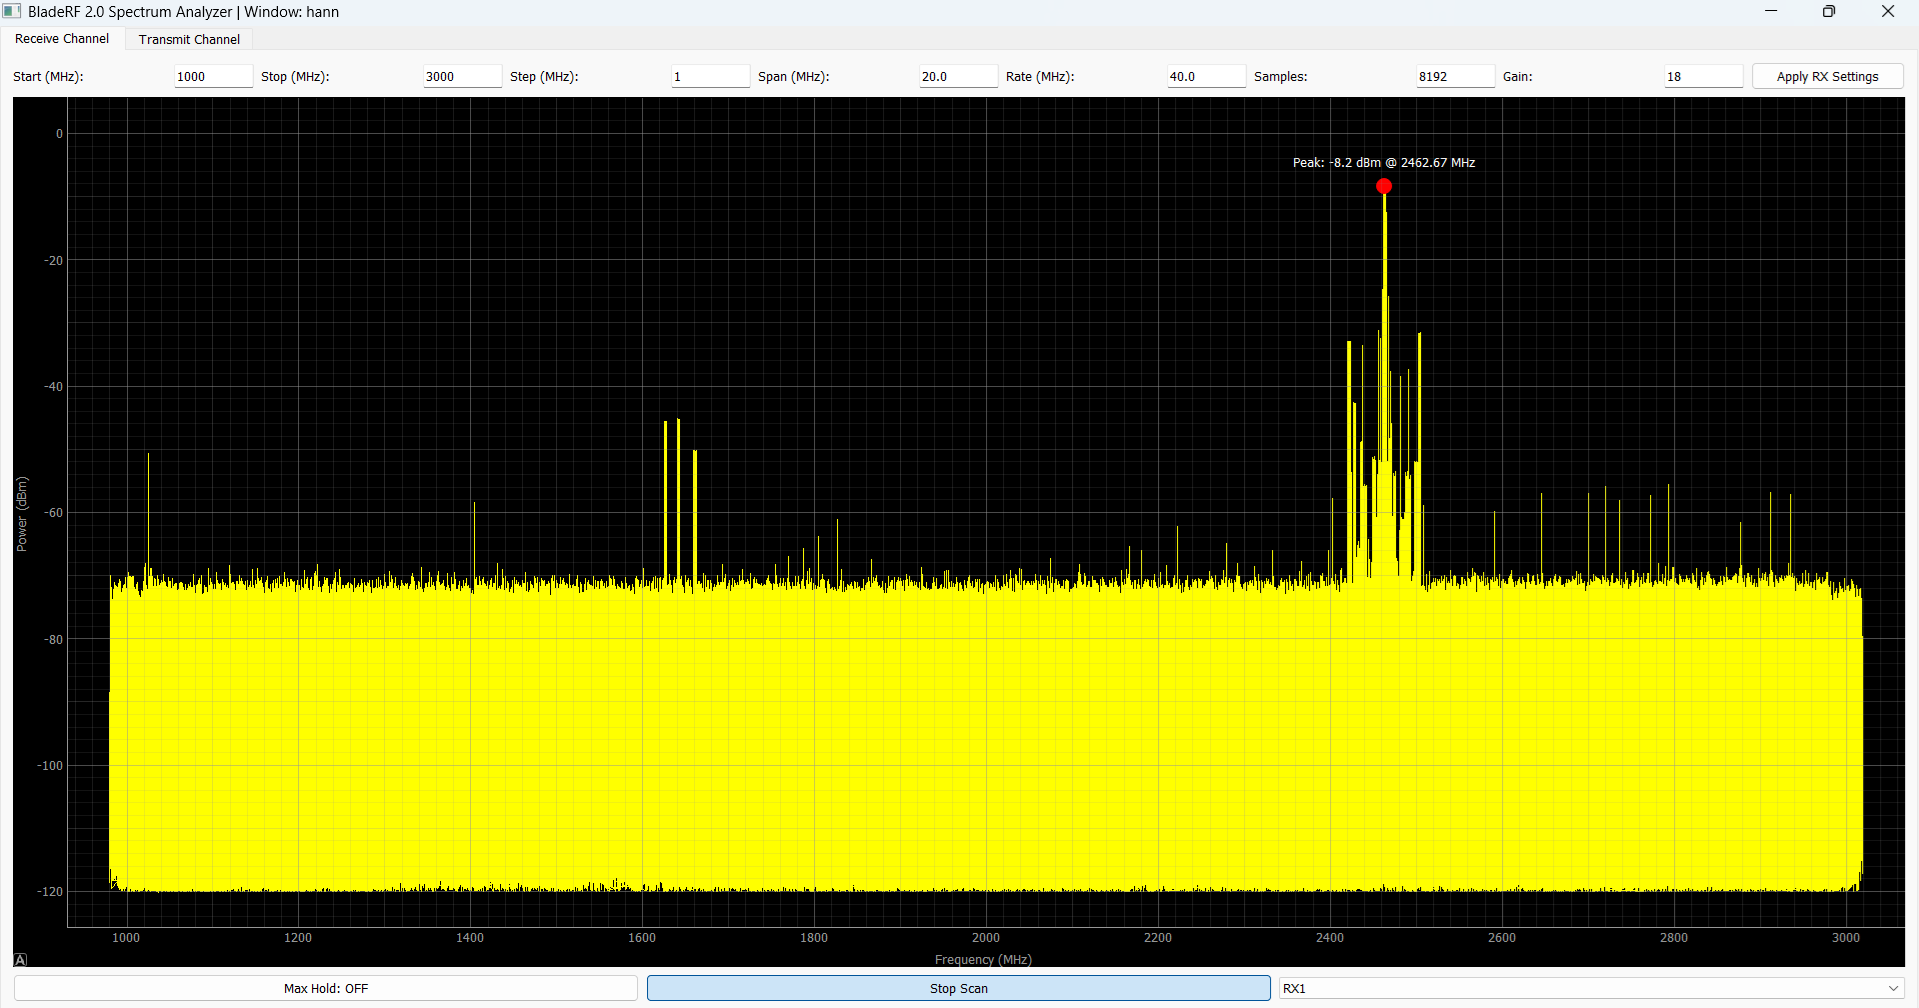 BladeRF 2.0 Spectrum Analyzer | Window: hann
Receive Channel Transmit Channel
Start (MHz): 1000 Stop (MHz): 3000 Step (MHz): 1 Span (MHz): 20.0 Rate (MHz): 40.0 Samples: 8192 Gain: 18 Apply RX Settings
Peak: -8.2 dBm @ 2462.67 MHz
Power (dBm)
0
-20
-40
-60
-80
-100
-120
1000 1200 1400 1600 1800 2000 2200 2400 2600 2800 3000
A
Frequency (MHz)
Max Hold: OFF Stop Scan RX1